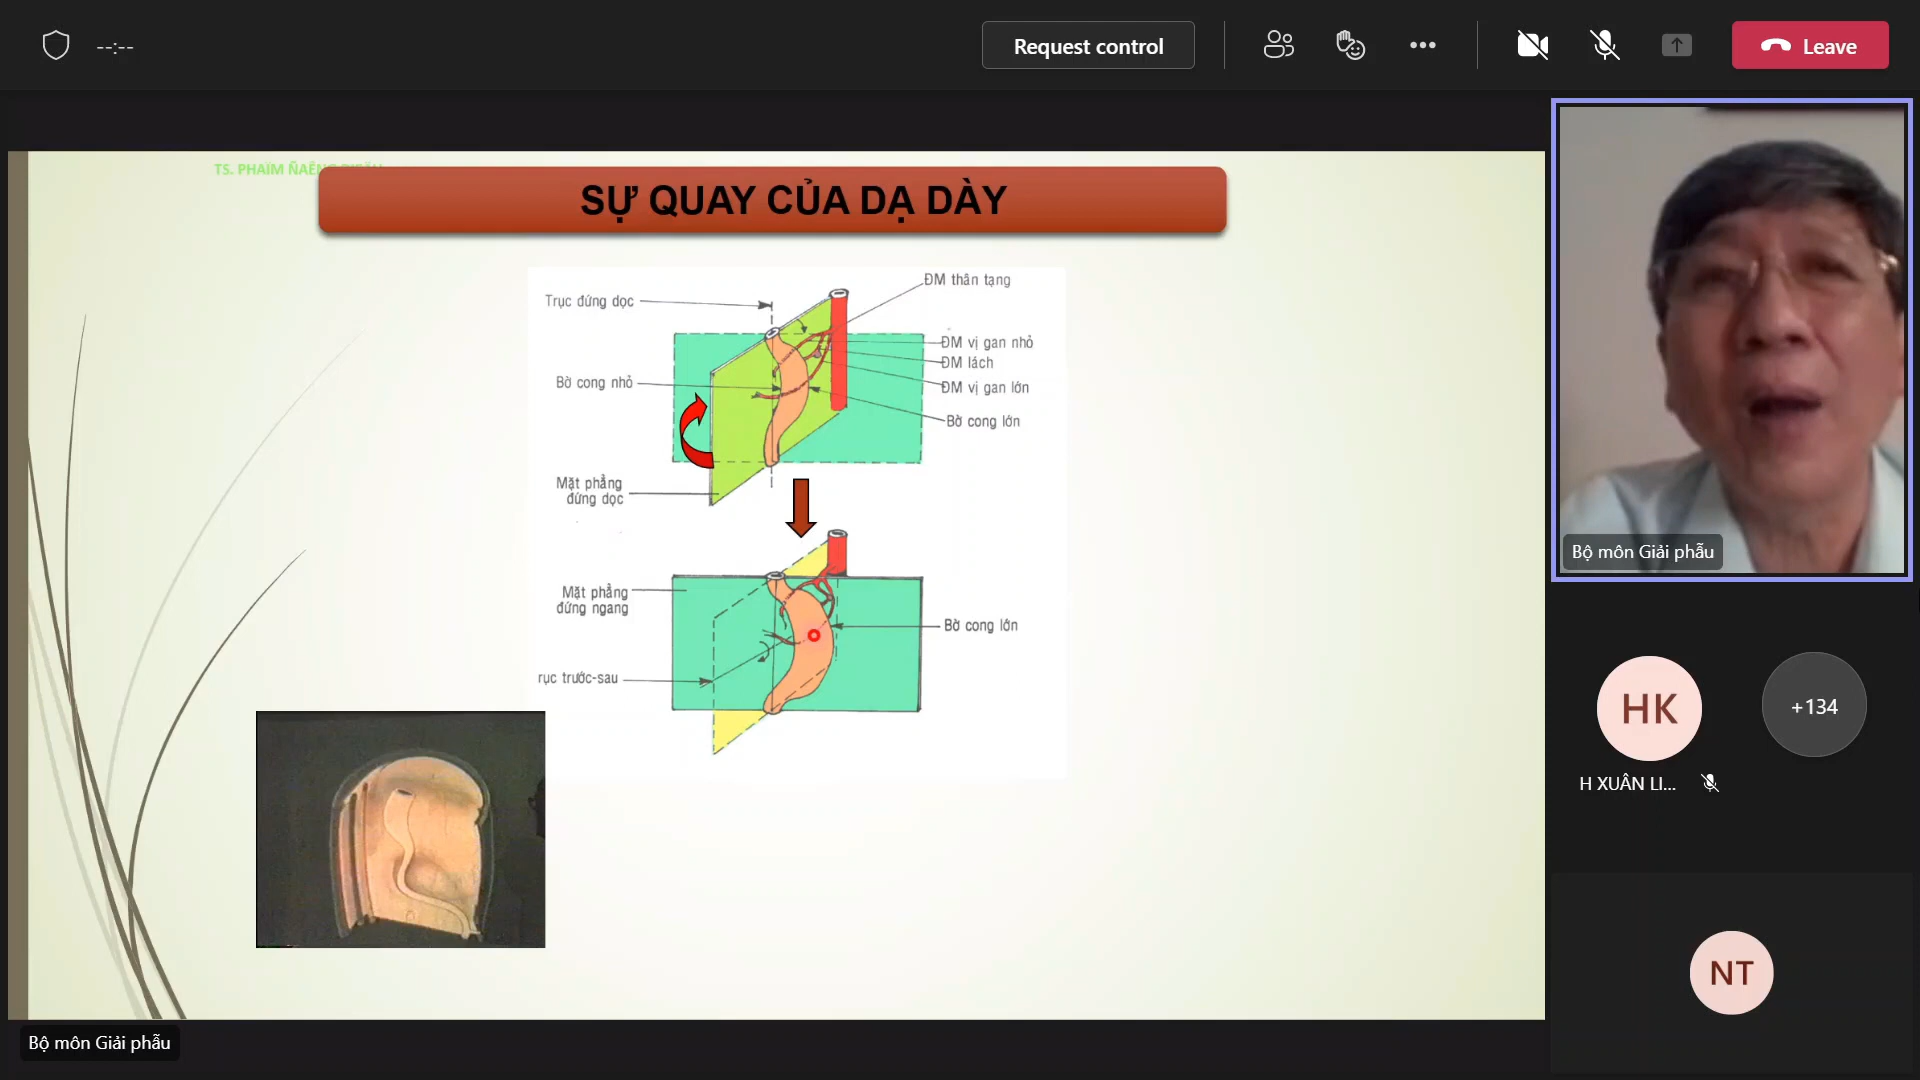 --:--
Request control
Leave
TS. PHAÏM ÑAÊNG
SỰ QUAY CỦA DẠ DÀY
ĐM thân tạng
Trục đứng dọc
ĐM vị gan nhỏ
ĐM lách
Bờ cong nhỏ
ĐM vị gan lớn
Bờ cong lớn
Mặt phẳng
đứng dọc
Mặt phẳng
đứng ngang
Bờ cong lớn
rục trước-sau
Bộ môn Giải phẫu
Bộ môn Giải phẫu
HK
+134
H XUÂN LI...
NT